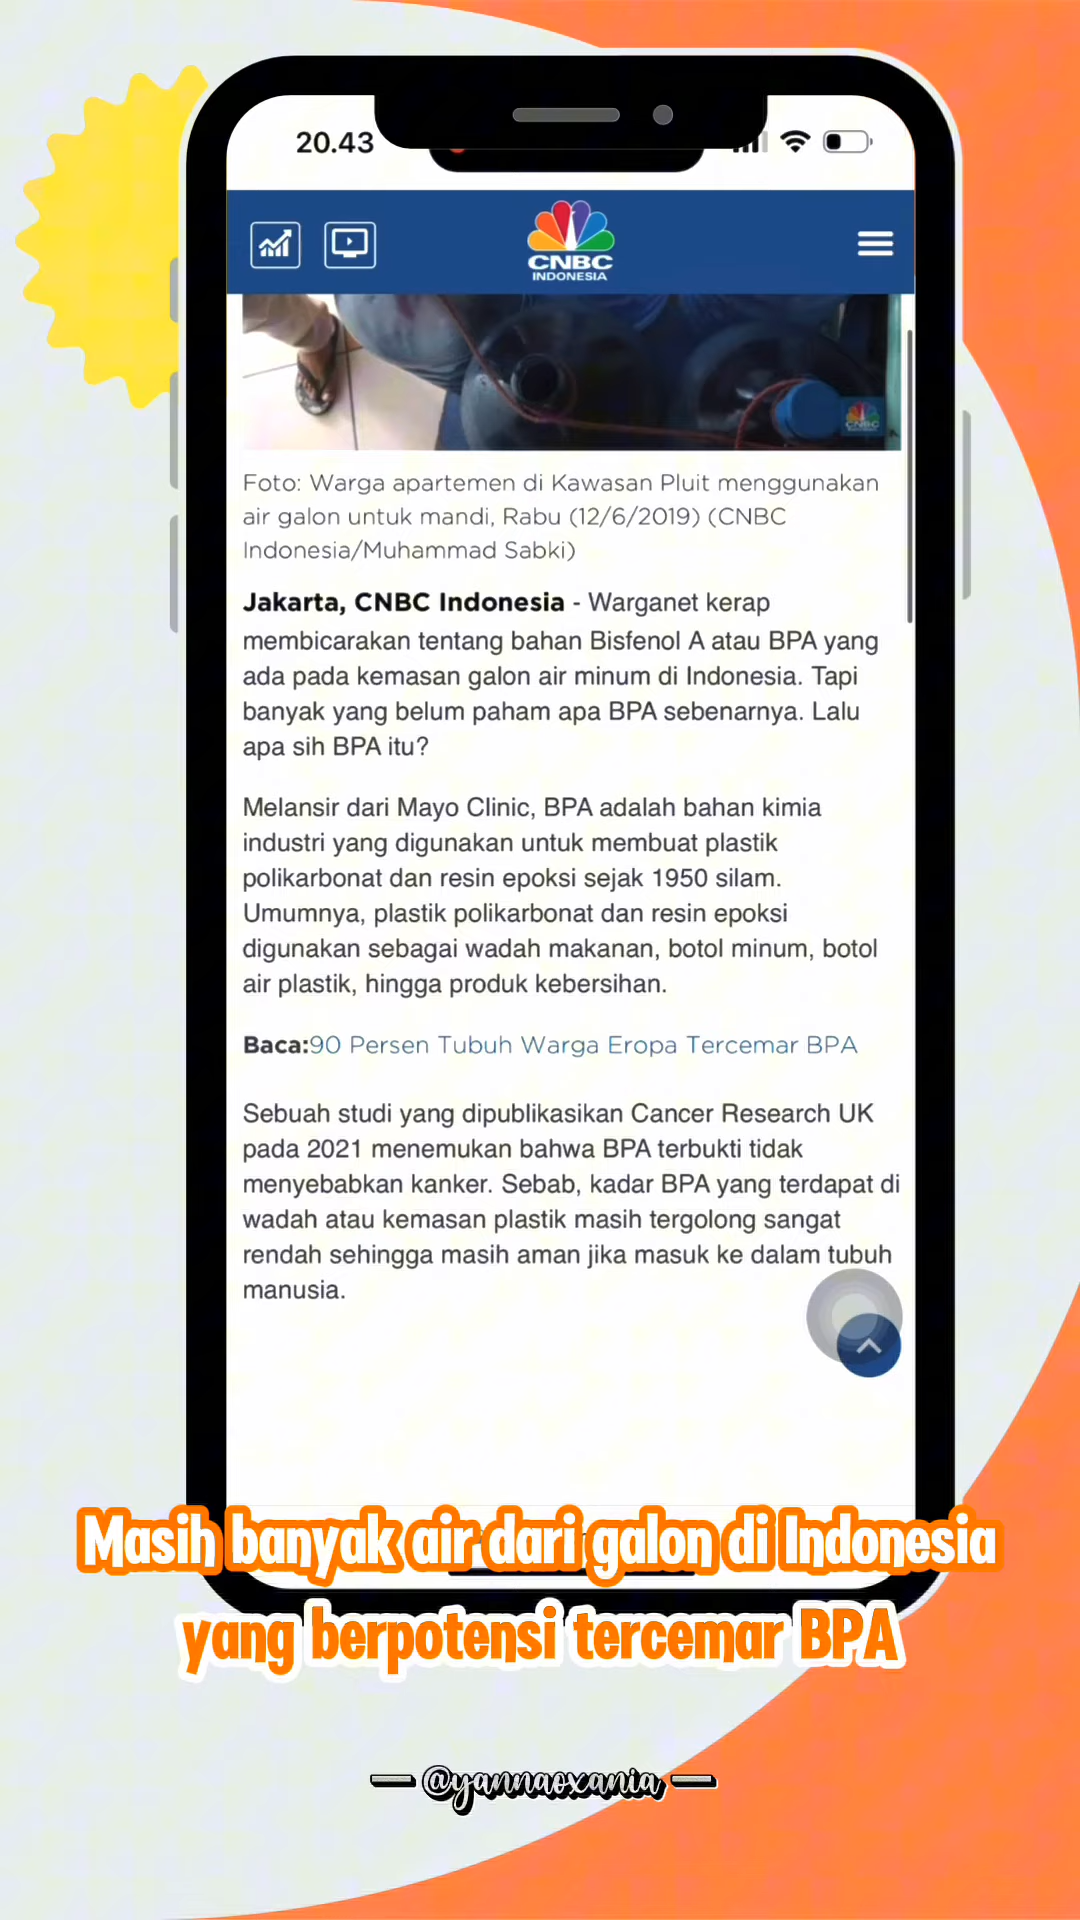 20.43
CNBC
INDONESIA
CNBC
Foto: Warga apartemen di Kawasan Pluit menggunakan
air galon untuk mandi, Rabu (12/6/2019) (CNBC
Indonesia/Muhammad Sabki)
Jakarta, CNBC Indonesia - Warganet kerap
membicarakan tentang bahan Bisfenol A atau BPA yang
ada pada kemasan galon air minum di Indonesia. Tapi
banyak yang belum paham apa BPA sebenarnya. Lalu
apa sih BPA itu?
Melansir dari Mayo Clinic, BPA adalah bahan kimia
industri yang digunakan untuk membuat plastik
polikarbonat dan resin epoksi sejak 1950 silam.
Umumnya, plastik polikarbonat dan resin epoksi
digunakan sebagai wadah makanan, botol minum, botol
air plastik, hingga produk kebersihan.
Baca:90 Persen Tubuh Warga Eropa Tercemar BPA
Sebuah studi yang dipublikasikan Cancer Research UK
pada 2021 menemukan bahwa BPA terbukti tidak
menyebabkan kanker. Sebab, kadar BPA yang terdapat di
wadah atau kemasan plastik masih tergolong sangat
rendah sehingga masih aman jika masuk ke dalam tubuh
manusia.
Masih banyak air dari galon di Indonesia
yang berpotensi tercemar BPA
@yannaoxania